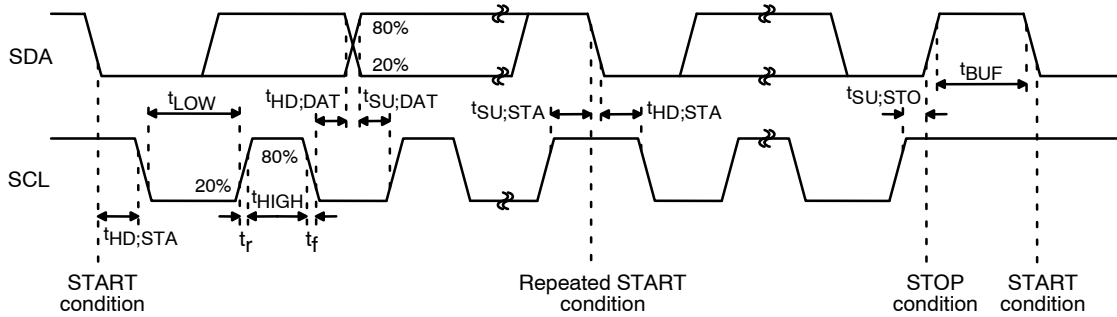 80%
SDA
20%
tLOW
tHD;DAT
tSU;DAT
tSU;STA
tHD;STA
tSU;STO
tBUF
80%
SCL
20%
tHIGH
tHD;STA
tr
tf
START
condition
Repeated START
condition
STOP
condition
START
condition